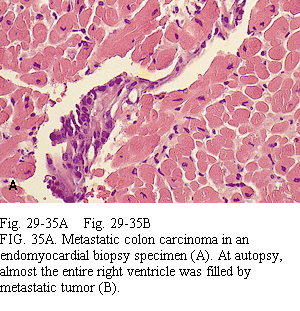 A
Fig. 29-35A    Fig. 29-35B
FIG. 35A. Metastatic colon carcinoma in an
endomyocardial biopsy specimen (A). At autopsy,
almost the entire right ventricle was filled by
metastatic tumor (B).